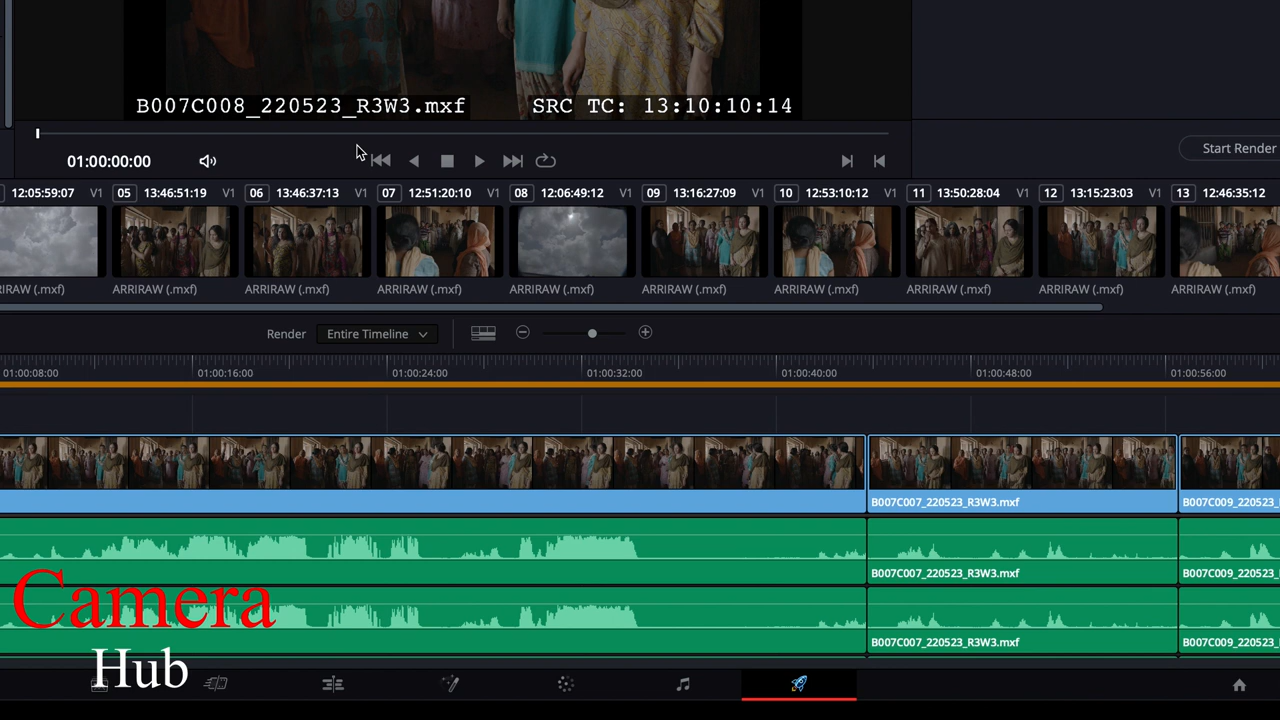 B007C008_220523_R3W3.mxf SRC TC: 13:10:10:14
01:00:00:00
Start Render
12:05:59:07 V1 05 13:46:51:19 V1 06 13:46:37:13 V1 07 12:51:20:10 V1 08 12:06:49:12 V1 09 13:16:27:09 V1 10 12:53:10:12 V1 11 13:50:28:04 V1 12 13:15:23:03 V1 13 12:46:35:12
IRAW (.mxf) ARRIRAW (.mxf) ARRIRAW (.mxf) ARRIRAW (.mxf) ARRIRAW (.mxf) ARRIRAW (.mxf) ARRIRAW (.mxf) ARRIRAW (.mxf) ARRIRAW (.mxf) ARRIRAW (.mxf)
Render Entire Timeline
01:00:08:00 01:00:16:00 01:00:24:00 01:00:32:00 01:00:40:00 01:00:48:00 01:00:56:00
B007C007_220523_R3W3.mxf B007C009_220523_R3W3
B007C007_220523_R3W3.mxf B007C009_220523_R3W3
B007C007_220523_R3W3.mxf B007C009_220523_R3W3
Camera
Hub